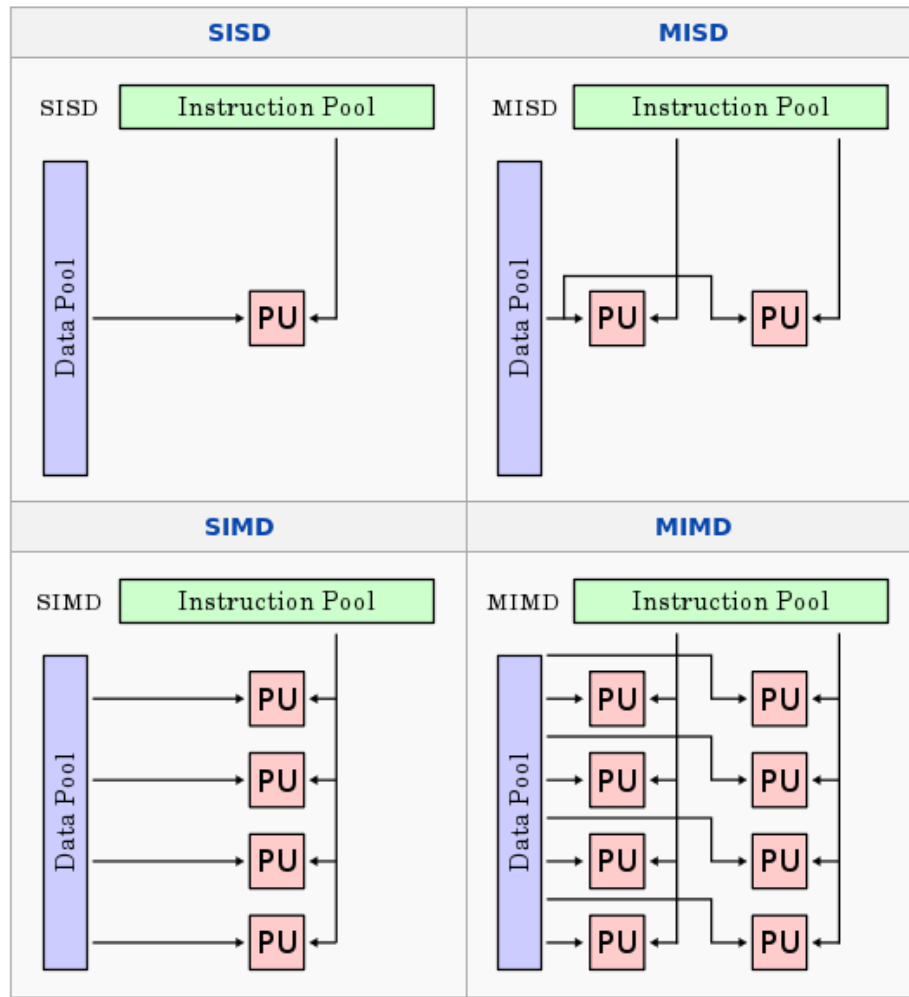 SISD
MISD
SISD
Instruction Pool
Data Pool
PU
MISD
Instruction Pool
Data Pool
PU
PU
SIMD
MIMD
SIMD
Instruction Pool
Data Pool
PU
PU
PU
PU
MIMD
Instruction Pool
Data Pool
PU
PU
PU
PU
PU
PU
PU
PU